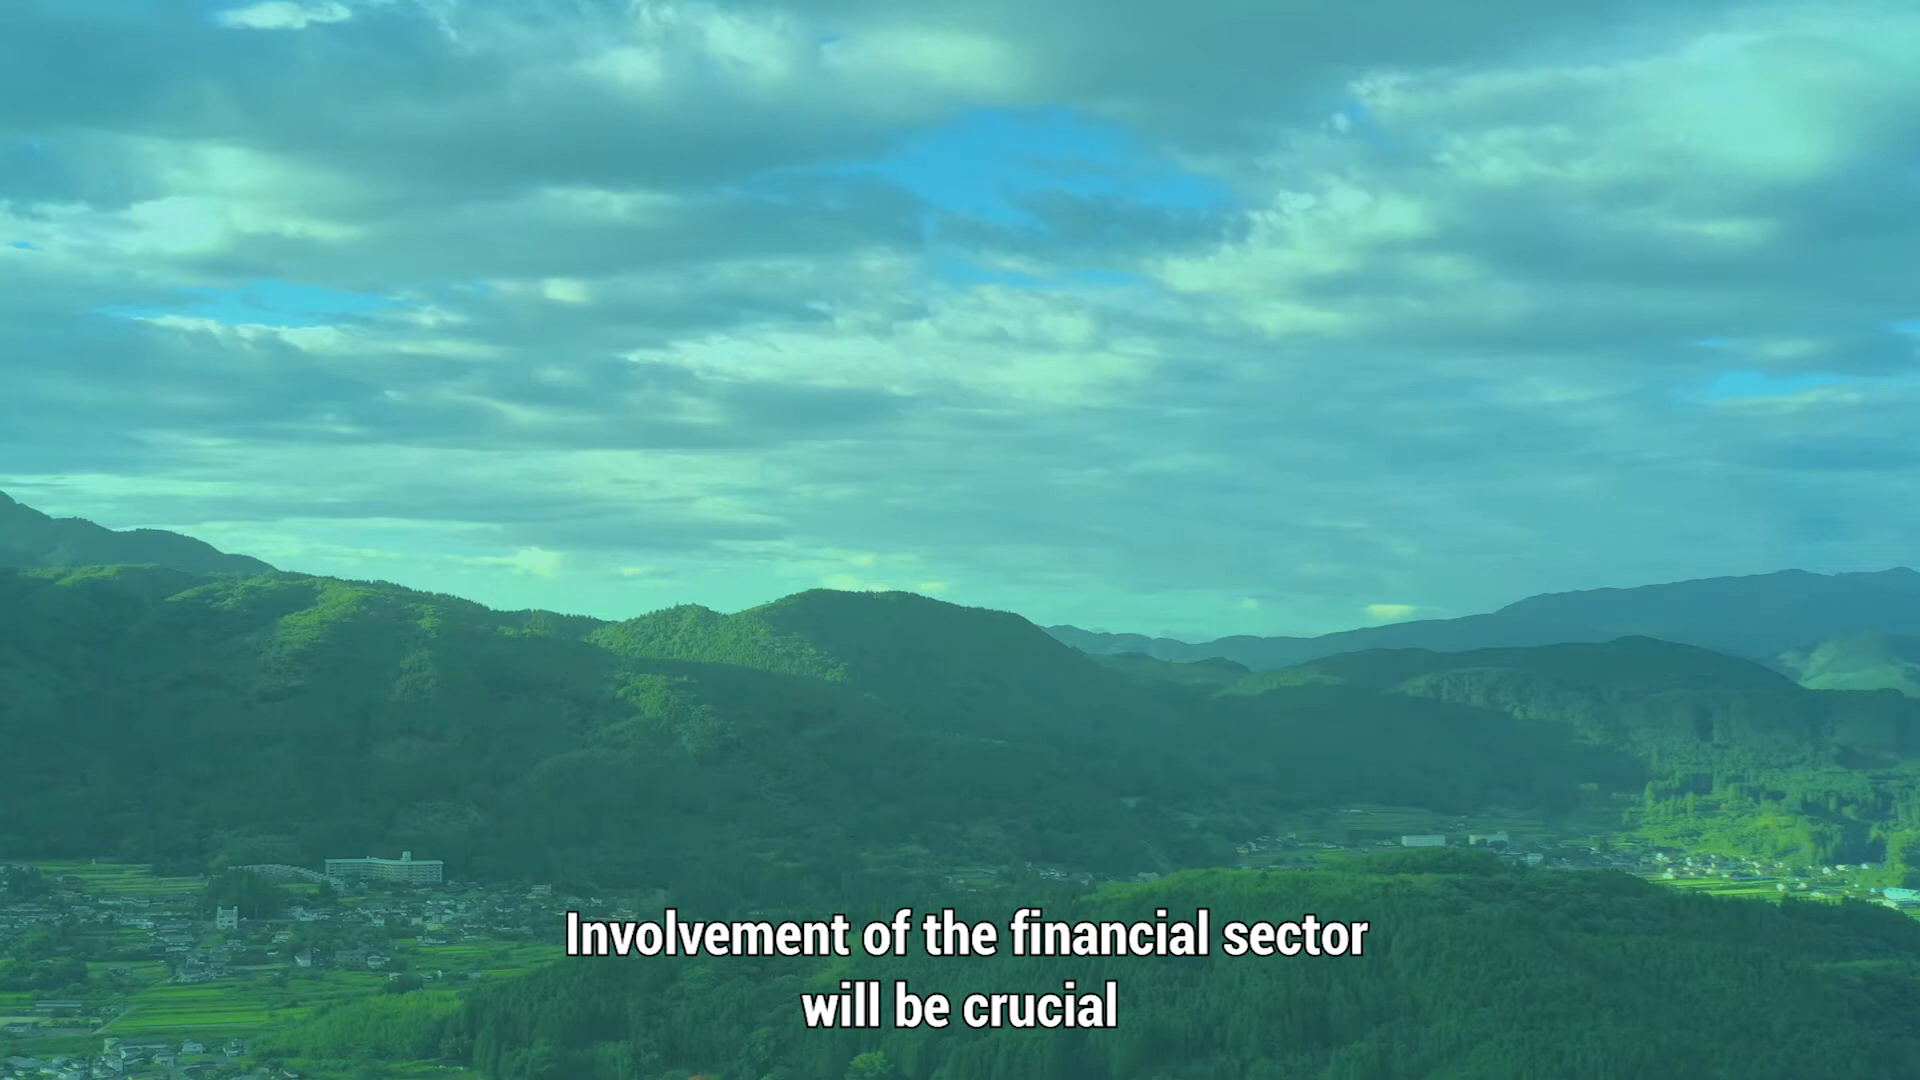 Involvement of the financial sector
will be crucial